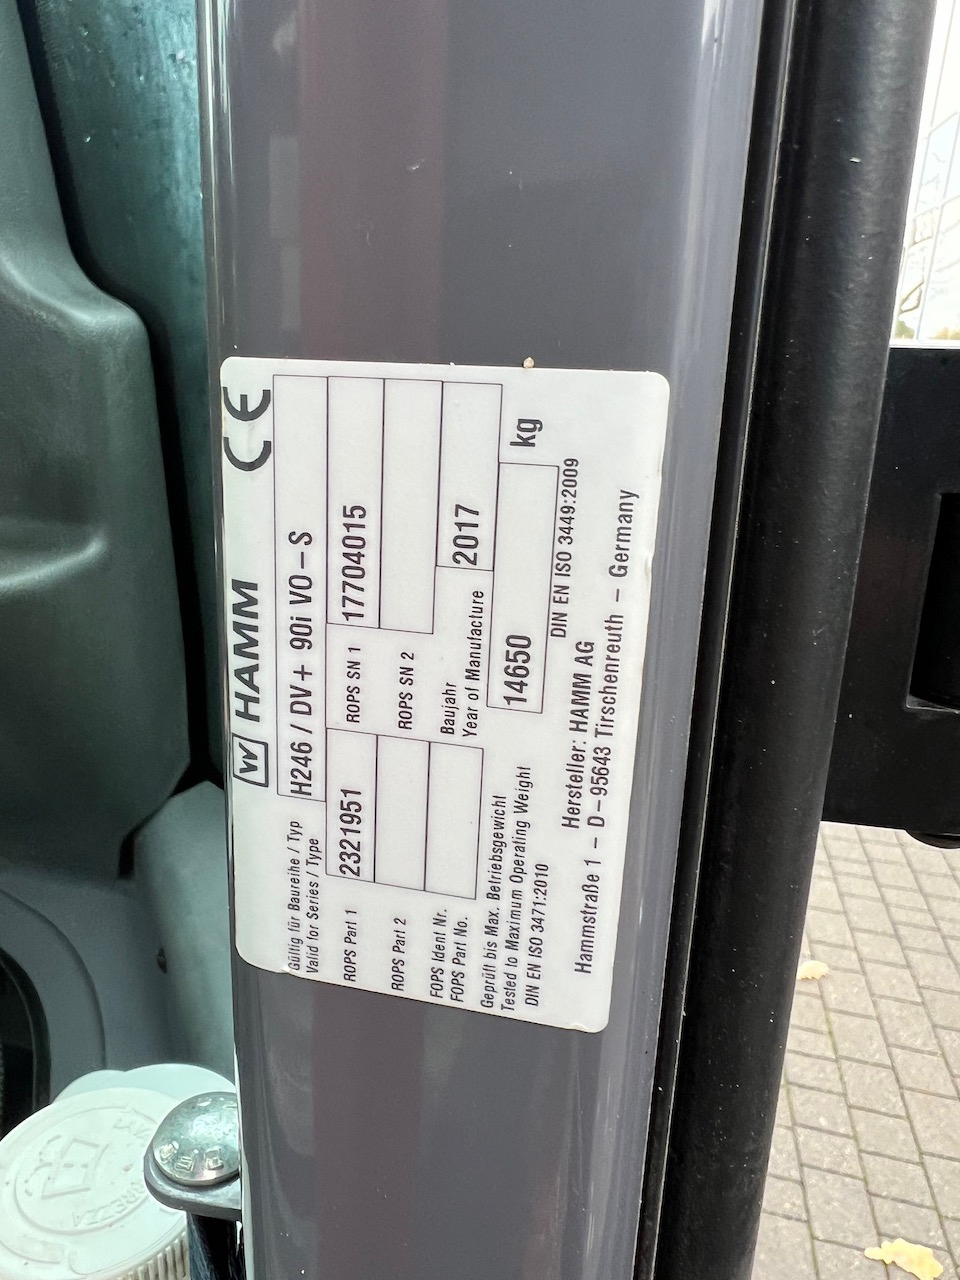 W HAMM CE
Gültig für Baureihe / Typ
Valid for Series / Type
H246 / DV+ 90i VO-S
ROPS Part 1 2321951 ROPS SN 1 17704015
ROPS Part 2 ROPS SN 2
FOPS Ident Nr.
FOPS Part No.
Baujahr
Year of Manufacture
2017
Geprüft bis Max. Betriebsgewicht
Tested to Maximum Operating Weight
14650 kg
DIN EN ISO 3471:2010 DIN EN ISO 3449:2009
Hersteller: HAMM AG
Hammstraße 1 - D-95643 Tirschenreuth - Germany